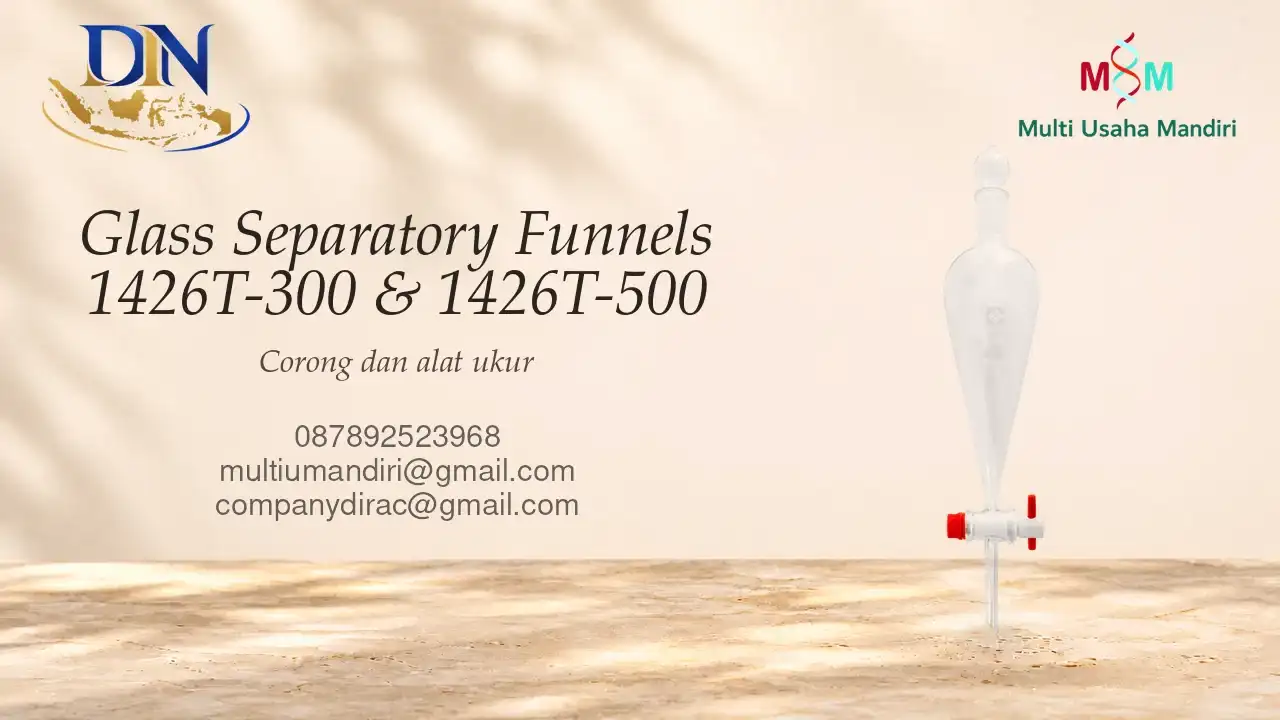 DIN
M M
Multi Usaha Mandiri
Glass Separatory Funnels
1426T-300 & 1426T-500
Corong dan alat ukur
087892523968
multiumandiri@gmail.com
companydirac@gmail.com